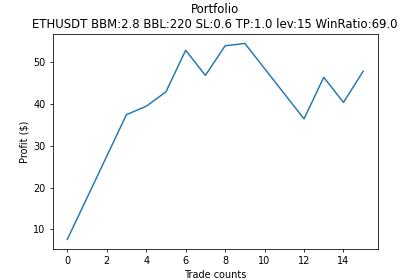 Portfolio
ETHUSDT BBM:2.8 BBL:220 SL:0.6 TP:1.0 lev:15 WinRatio:69.0
50
40
30
20
10
Profit ($)
0 2 4 6 8 10 12 14
Trade counts